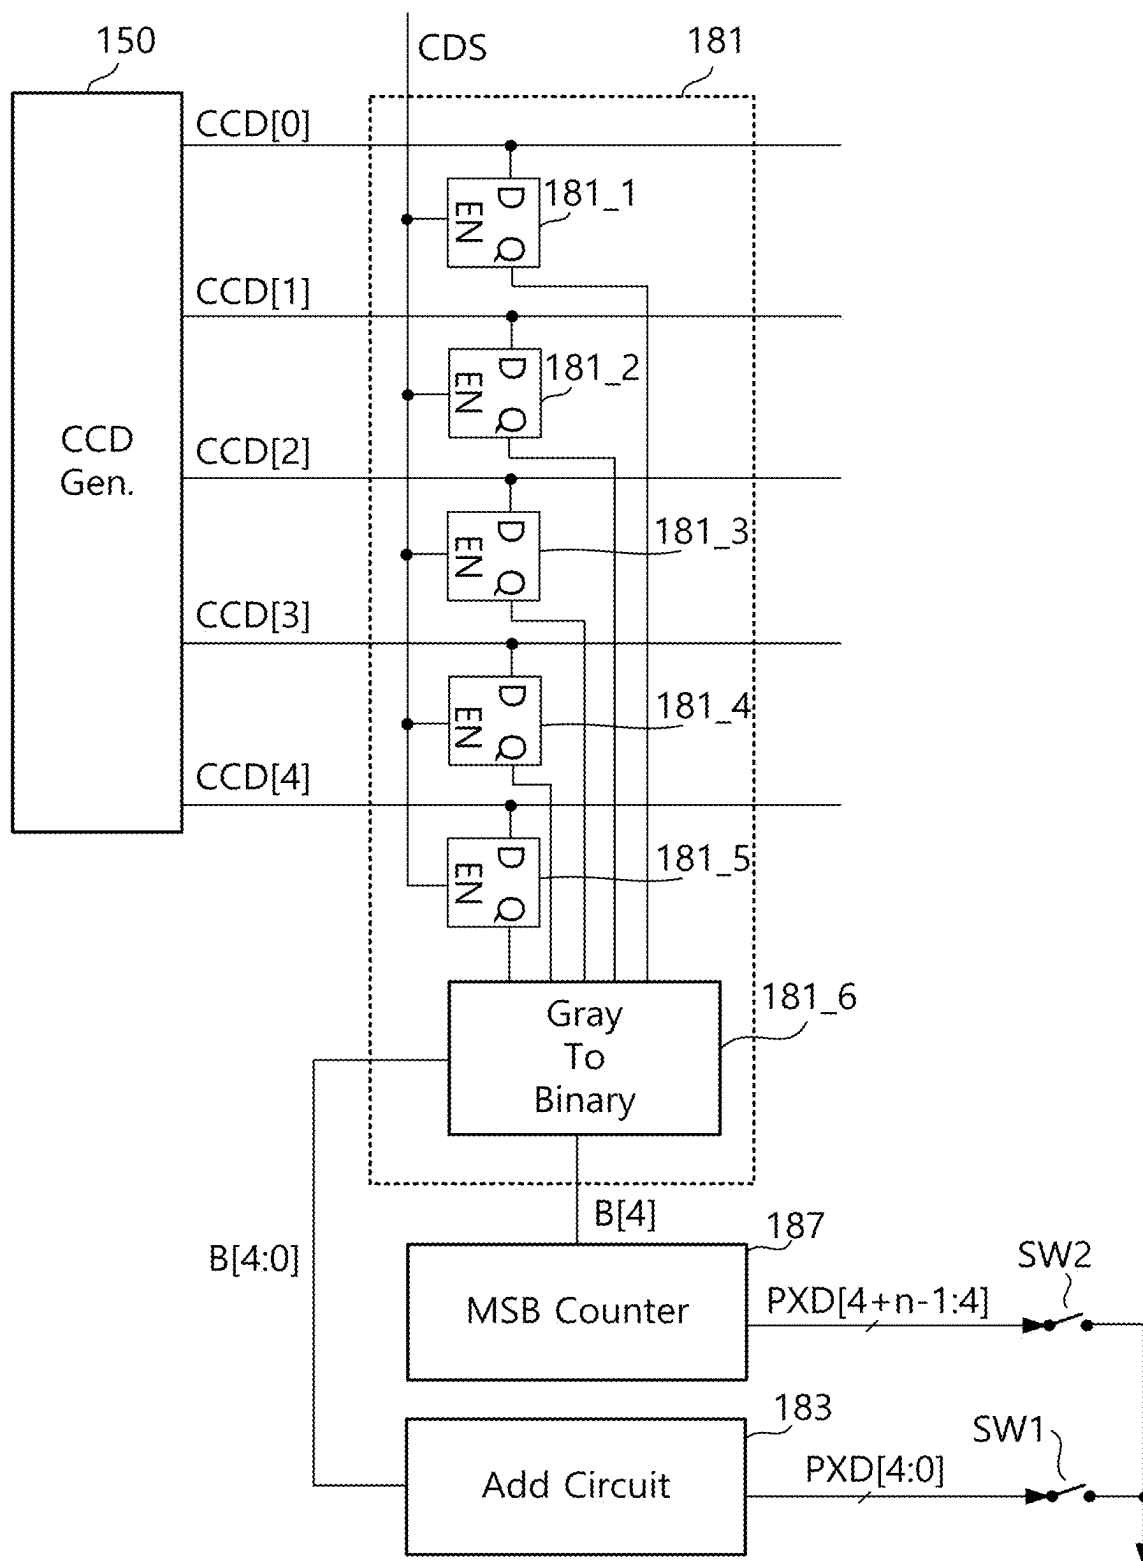 150
CDS
181
CCD[0]
D
EN
Q
181_1
CCD[1]
D
EN
Q
181_2
CCD
Gen.
CCD[2]
D
EN
Q
181_3
CCD[3]
D
EN
Q
181_4
CCD[4]
D
EN
Q
181_5
Gray
To
Binary
181_6
B[4:0]
B[4]
187
MSB Counter
PXD[4+n-1:4]
SW2
183
Add Circuit
PXD[4:0]
SW1